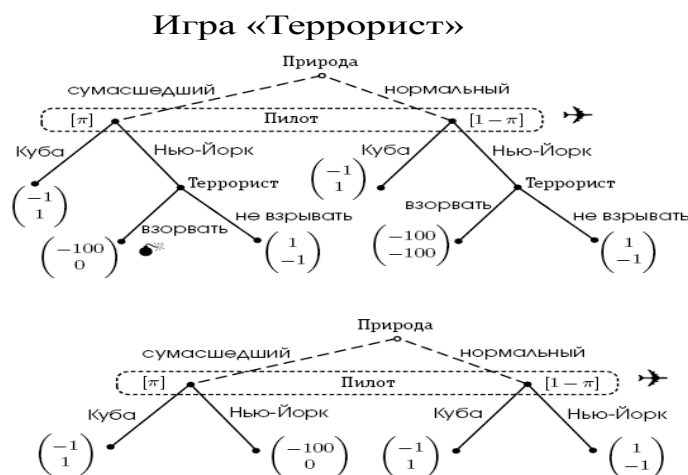 Игра «Террорист»
Природа
сумасшедший нормальный
[π] Пилот [1 − π]
Куба Нью-Йорк Куба Нью-Йорк
Террорист Террорист
(−1 1) (−1 1)
взорвать не взрывать взорвать не взрывать
(−100 0) (1 −1) (−100 −100) (1 −1)
Природа
сумасшедший нормальный
[π] Пилот [1 − π]
Куба Нью-Йорк Куба Нью-Йорк
(−1 1) (−100 0) (−1 1) (1 −1)